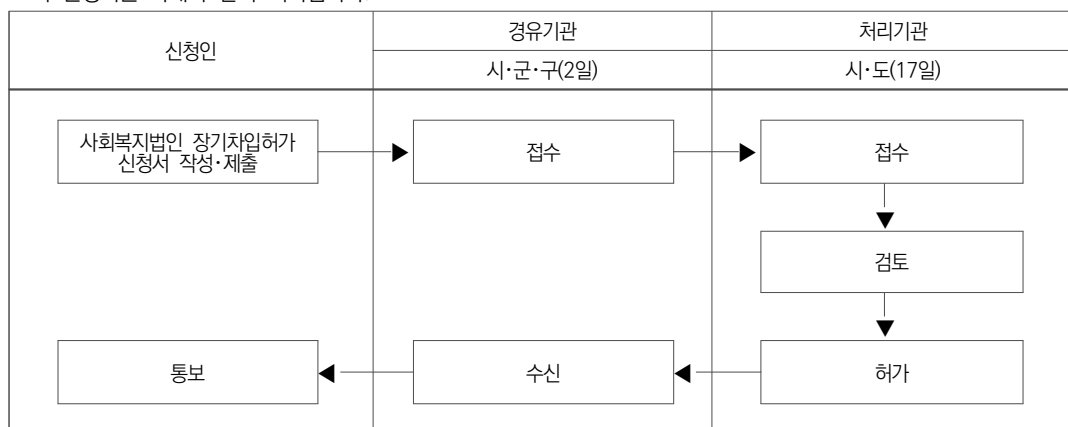 신청인
경유기관
처리기관
시·군·구(2일)
시·도(17일)
사회복지법인 장기차입허가
신청서 작성·제출
접수
접수
검토
통보
수신
허가